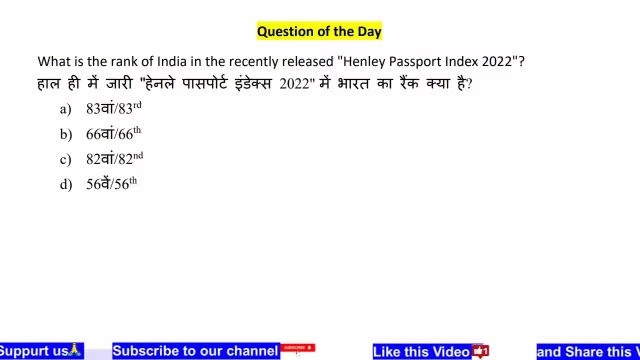 Question of the Day
What is the rank of India in the recently released "Henley Passport Index 2022"?
हाल ही में जारी "हेनले पासपोर्ट इंडेक्स 2022" में भारत का रैंक क्या है?
a) 83वां/83rd
b) 66वां/66th
c) 82वां/82nd
d) 56वें/56th
Suppurt us Subscribe to our channel SUBSCRIBE Like this Video and Share this V